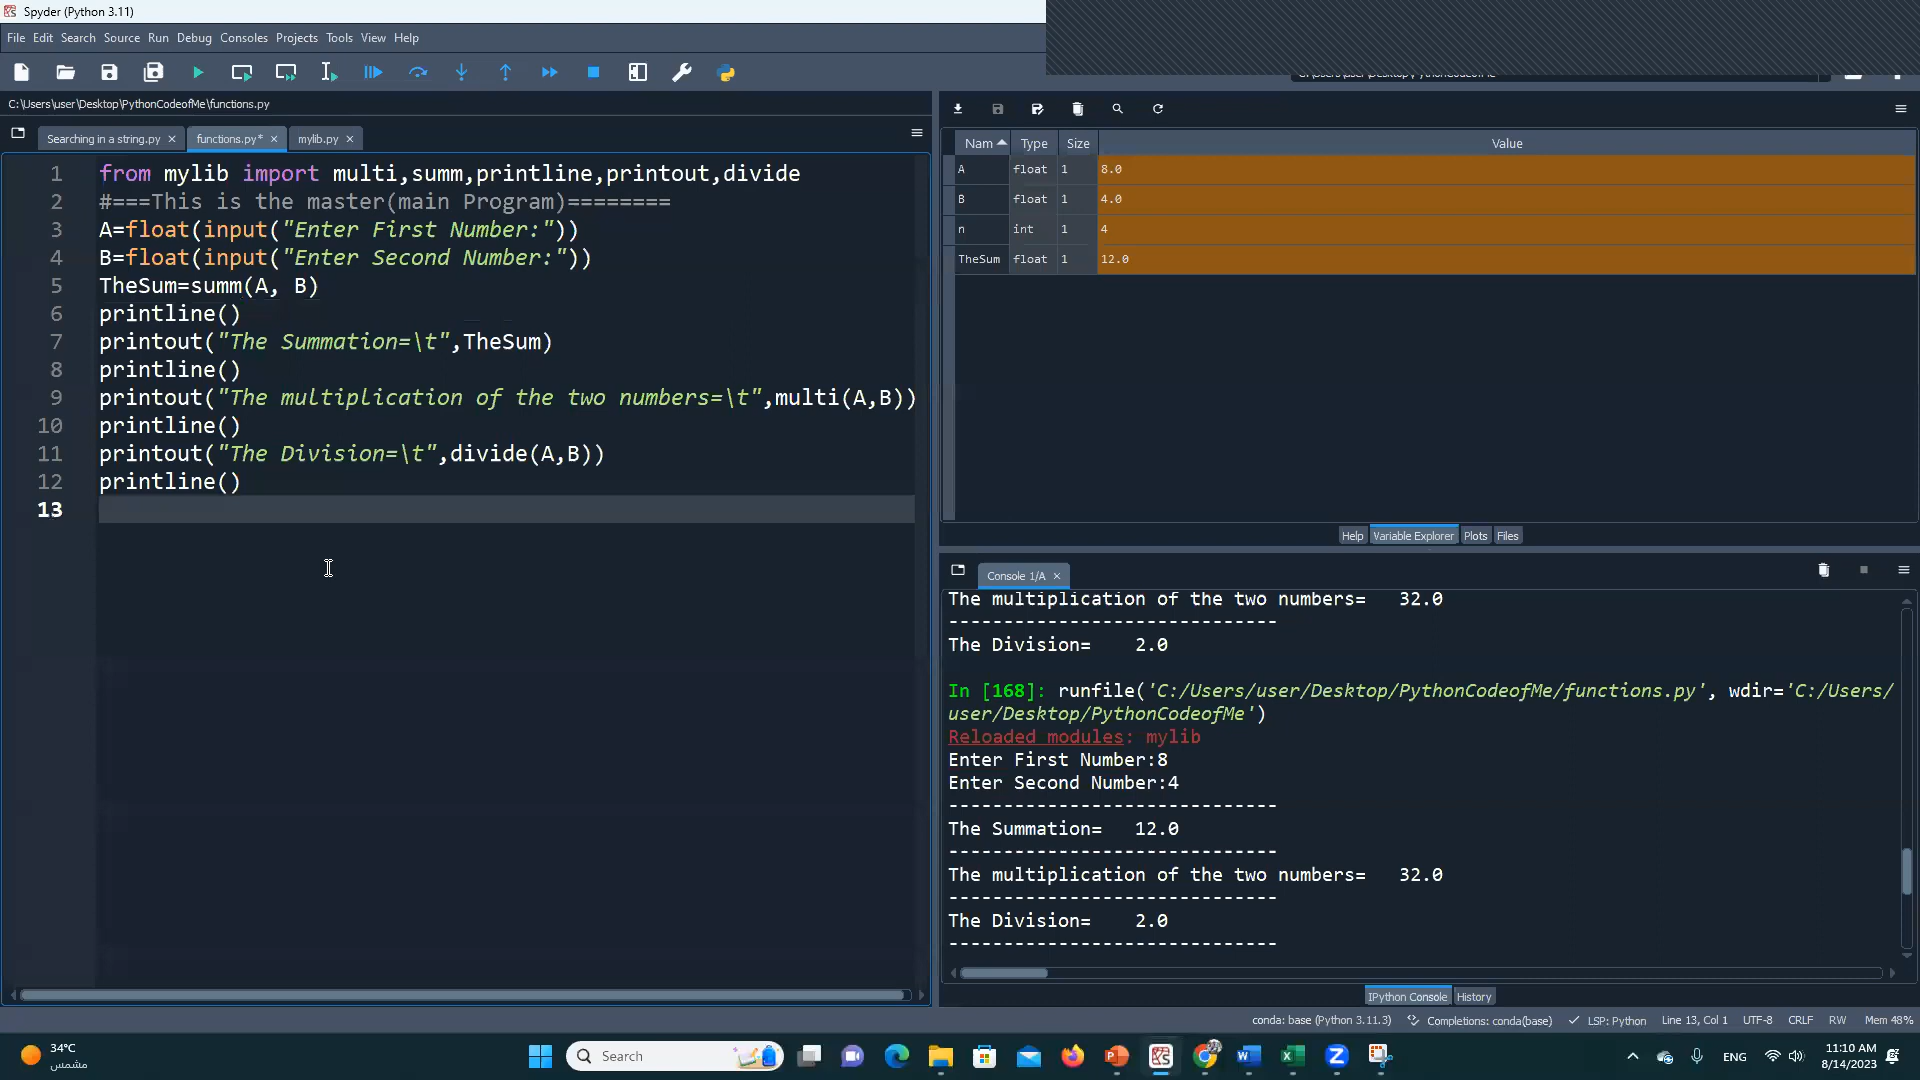 Spyder (Python 3.11)
File Edit Search Source Run Debug Consoles Projects Tools View Help
C:\Users\user\Desktop\PythonCodeofMe\functions.py
Searching in a string.py
functions.py*
mylib.py
1 from mylib import multi,summ,printline,printout,divide
2 #===This is the master(main Program)========
3 A=float(input("Enter First Number:"))
4 B=float(input("Enter Second Number:"))
5 TheSum=summ(A, B)
6 printline()
7 printout("The Summation=\t",TheSum)
8 printline()
9 printout("The multiplication of the two numbers=\t",multi(A,B))
10 printline()
11 printout("The Division=\t",divide(A,B))
12 printline()
13
Nam Type Size Value
A float 1 8.0
B float 1 4.0
n int 1 4
TheSum float 1 12.0
Help Variable Explorer Plots Files
Console 1/A
The multiplication of the two numbers= 32.0
-----------------------------
The Division= 2.0
In [168]: runfile('C:/Users/user/Desktop/PythonCodeofMe/functions.py', wdir='C:/Users/
user/Desktop/PythonCodeofMe')
Reloaded modules: mylib
Enter First Number:8
Enter Second Number:4
------------------------------
The Summation= 12.0
------------------------------
The multiplication of the two numbers= 32.0
------------------------------
The Division= 2.0
------------------------------
IPython Console History
conda: base (Python 3.11.3) Completions: conda(base) LSP: Python Line 13, Col 1 UTF-8 CRLF RW Mem 48%
34°C
مشمس
Search
ENG
11:10 AM
8/14/2023